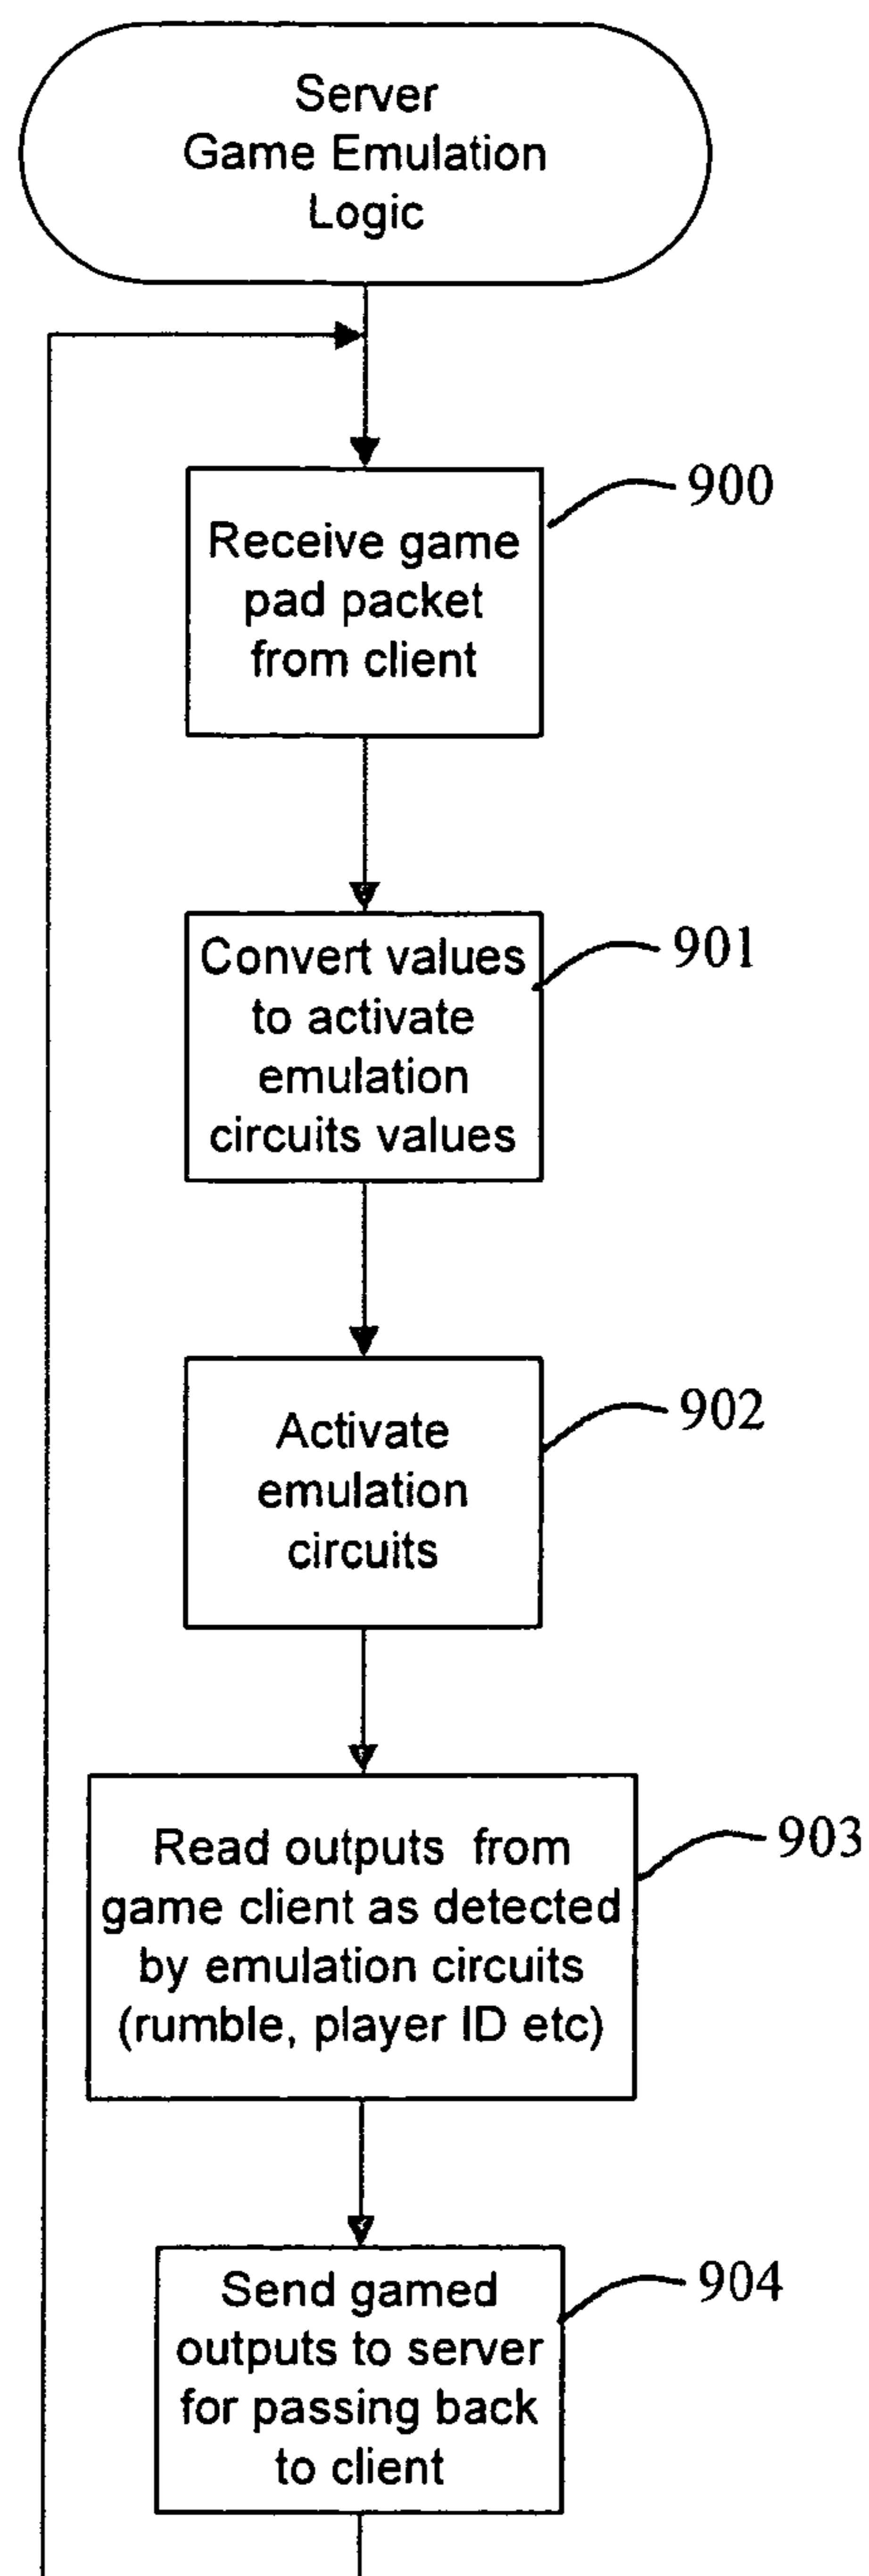 Server
Game Emulation
Logic
900
Receive game
pad packet
from client
901
Convert values
to activate
emulation
circuits values
902
Activate
emulation
circuits
903
Read outputs from
game client as detected
by emulation circuits
(rumble, player ID etc)
904
Send gamed
outputs to server
for passing back
to client